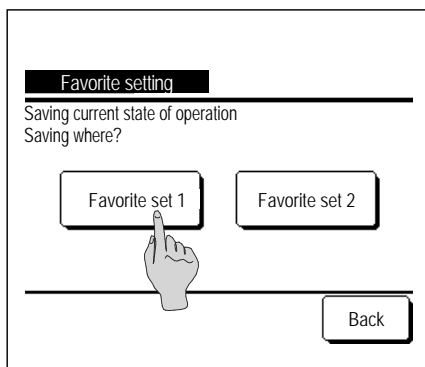 Favorite setting
Saving current state of operation
Saving where?
Favorite set 1
Favorite set 2
Back